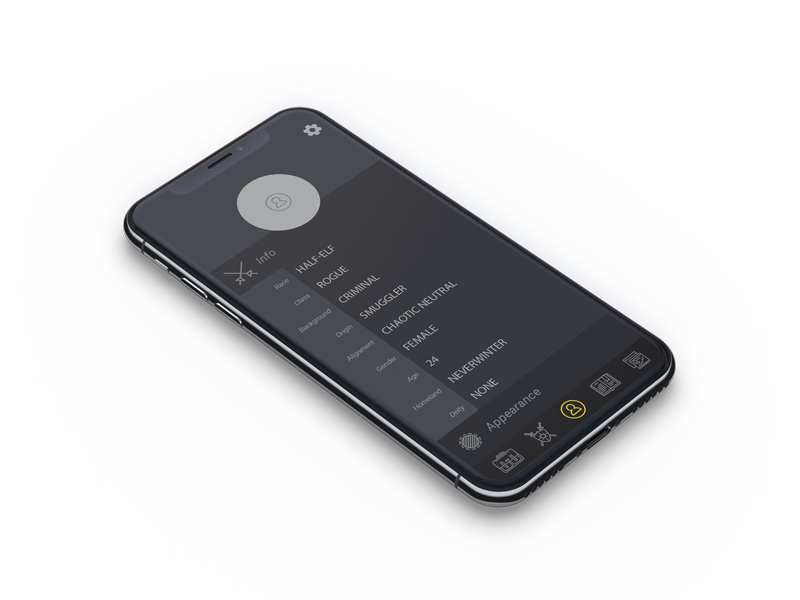 Info
Race HALF-ELF
Class ROGUE
Background CRIMINAL
Origin SMUGGLER
Alignment CHAOTIC NEUTRAL
Gender FEMALE
Age 24
Homeland NEVERWINTER
Deity NONE
Appearance